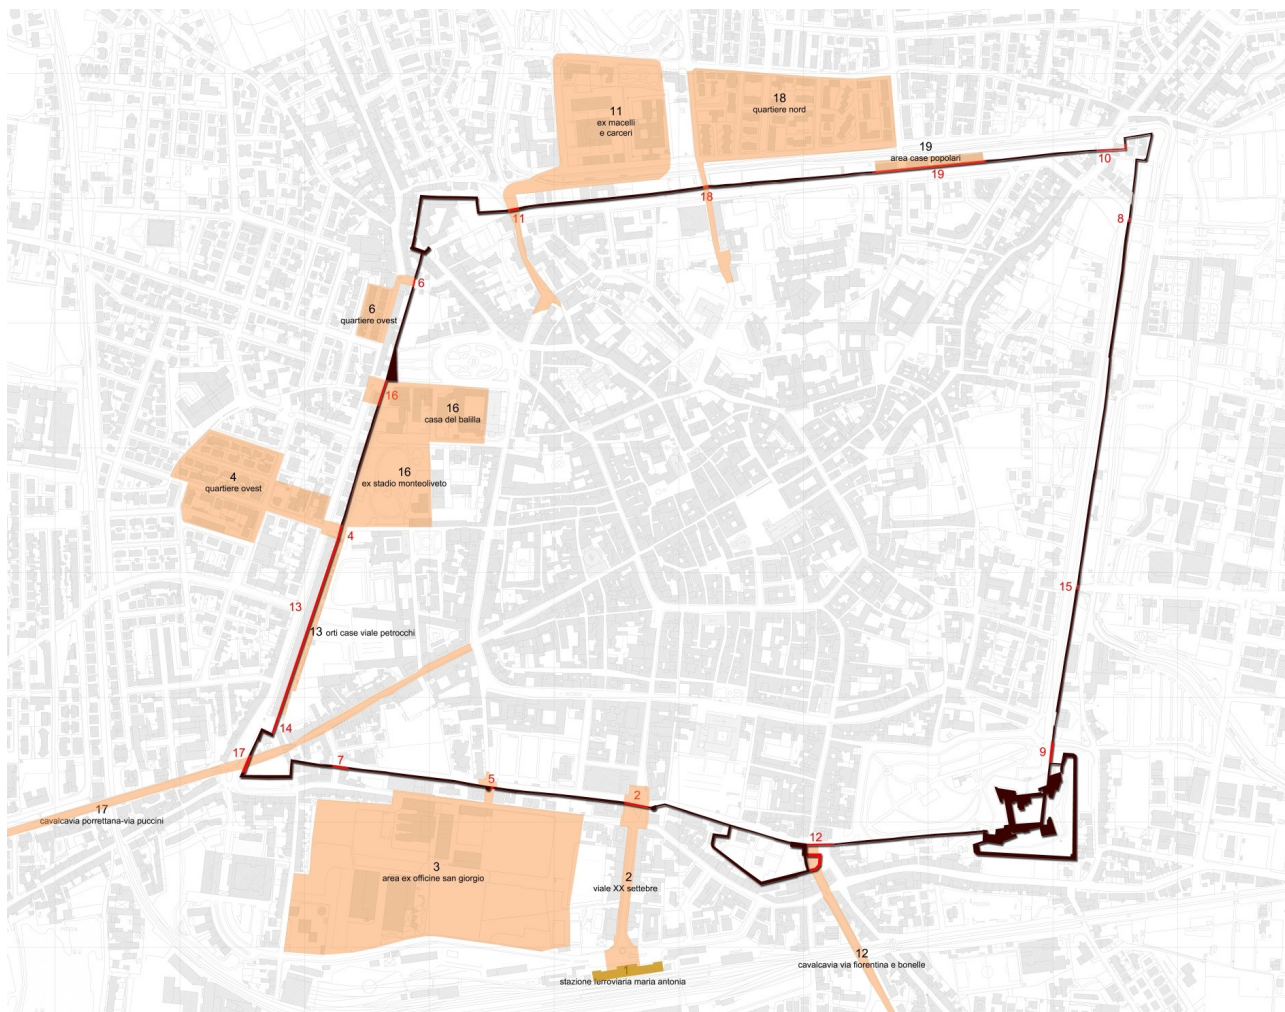 11
ex macelli
e carceri
18
quartiere nord
19
area case popolari
19
10
18
11
8
6
6
quartiere ovest
16
16
casa del balilla
16
ex stadio monteoliveto
4
quartiere ovest
4
15
13
13 orti case viale petrocchi
14
17
7
9
5
2
17
cavalcavia porrettana-via puccini
12
3
area ex officine san giorgio
2
viale XX settebre
12
cavalcavia via fiorentina e bonelle
1
stazione ferroviaria maria antonia